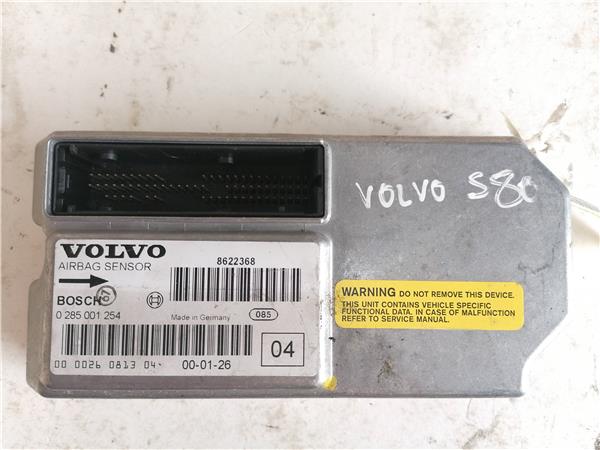 VOLVO S80
VOLVO
AIRBAG SENSOR
8622368
BOSCH 67
0 285 001 254
Made in Germany
085
00 0026 0813 04
00-01-26
04
WARNING DO NOT REMOVE THIS DEVICE.
THIS UNIT CONTAINS VEHICLE SPECIFIC
FUNCTIONAL DATA. IN CASE OF MALFUNCTION
REFER TO SERVICE MANUAL.